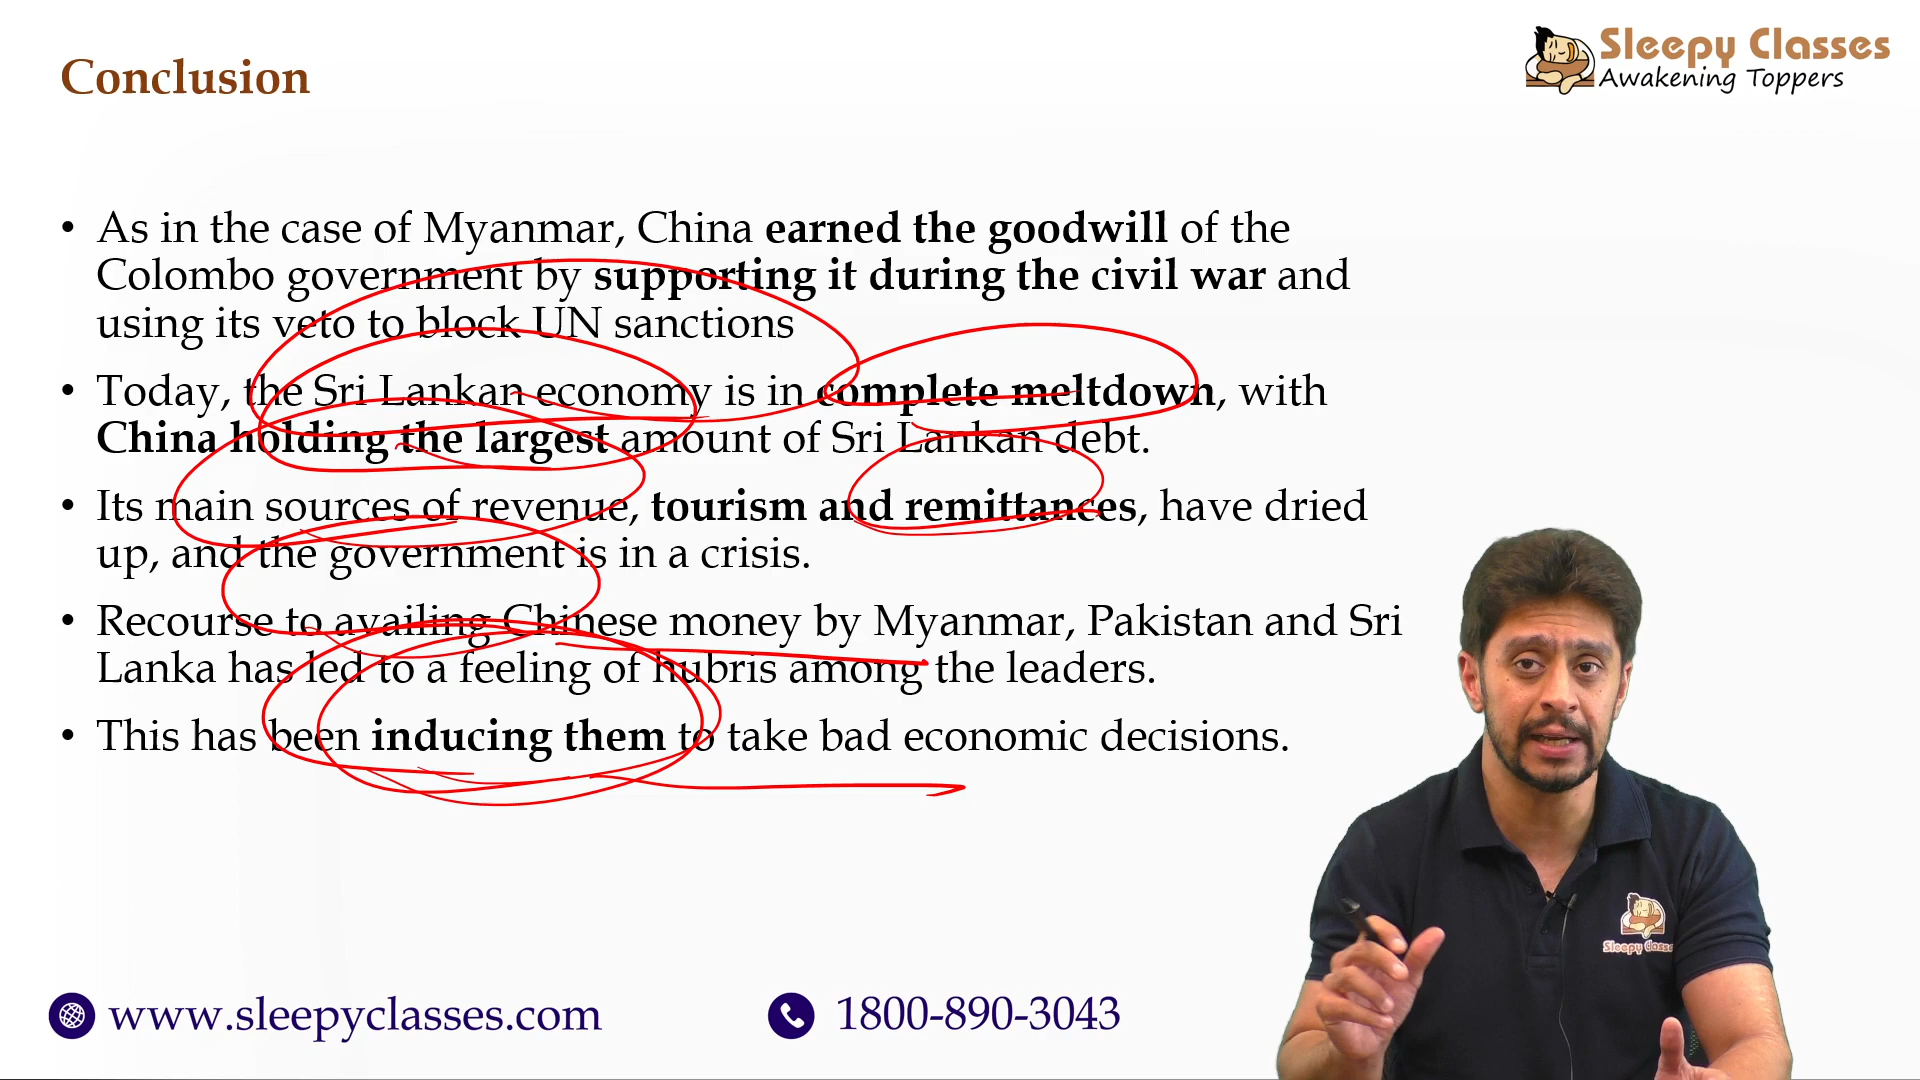 Sleepy Classes
Awakening Toppers
Conclusion
• As in the case of Myanmar, China earned the goodwill of the
Colombo government by supporting it during the civil war and
using its veto to block UN sanctions
• Today, the Sri Lankan economy is in complete meltdown, with
China holding the largest amount of Sri Lankan debt.
• Its main sources of revenue, tourism and remittances, have dried
up, and the government is in a crisis.
• Recourse to availing Chinese money by Myanmar, Pakistan and Sri
Lanka has led to a feeling of hubris among the leaders.
• This has been inducing them to take bad economic decisions.
Sleepy Classes
www.sleepyclasses.com
1800-890-3043